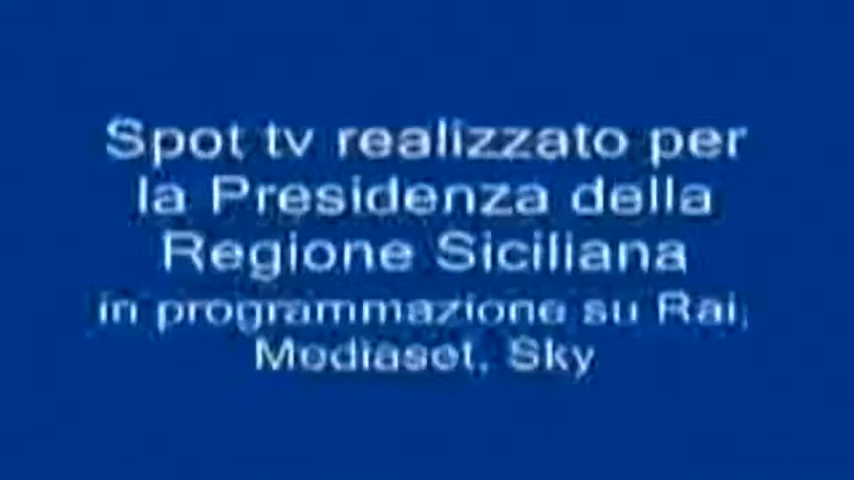 Spot tv realizzato per
la Presidenza della
Regione Siciliana
in programmazione su Rai,
Mediaset, Sky